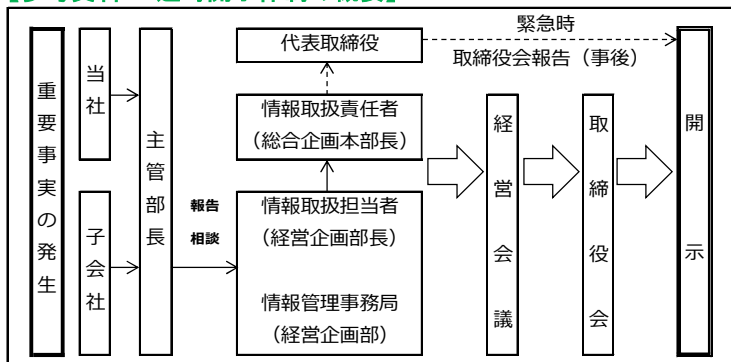 緊急時
代表取締役
取締役会報告（事後）
重要事実の発生
当社
子会社
主管部長
報告
相談
情報取扱責任者
（総合企画本部長）
情報取扱担当者
（経営企画部長）
情報管理事務局
（経営企画部）
経営会議
取締役会
開示